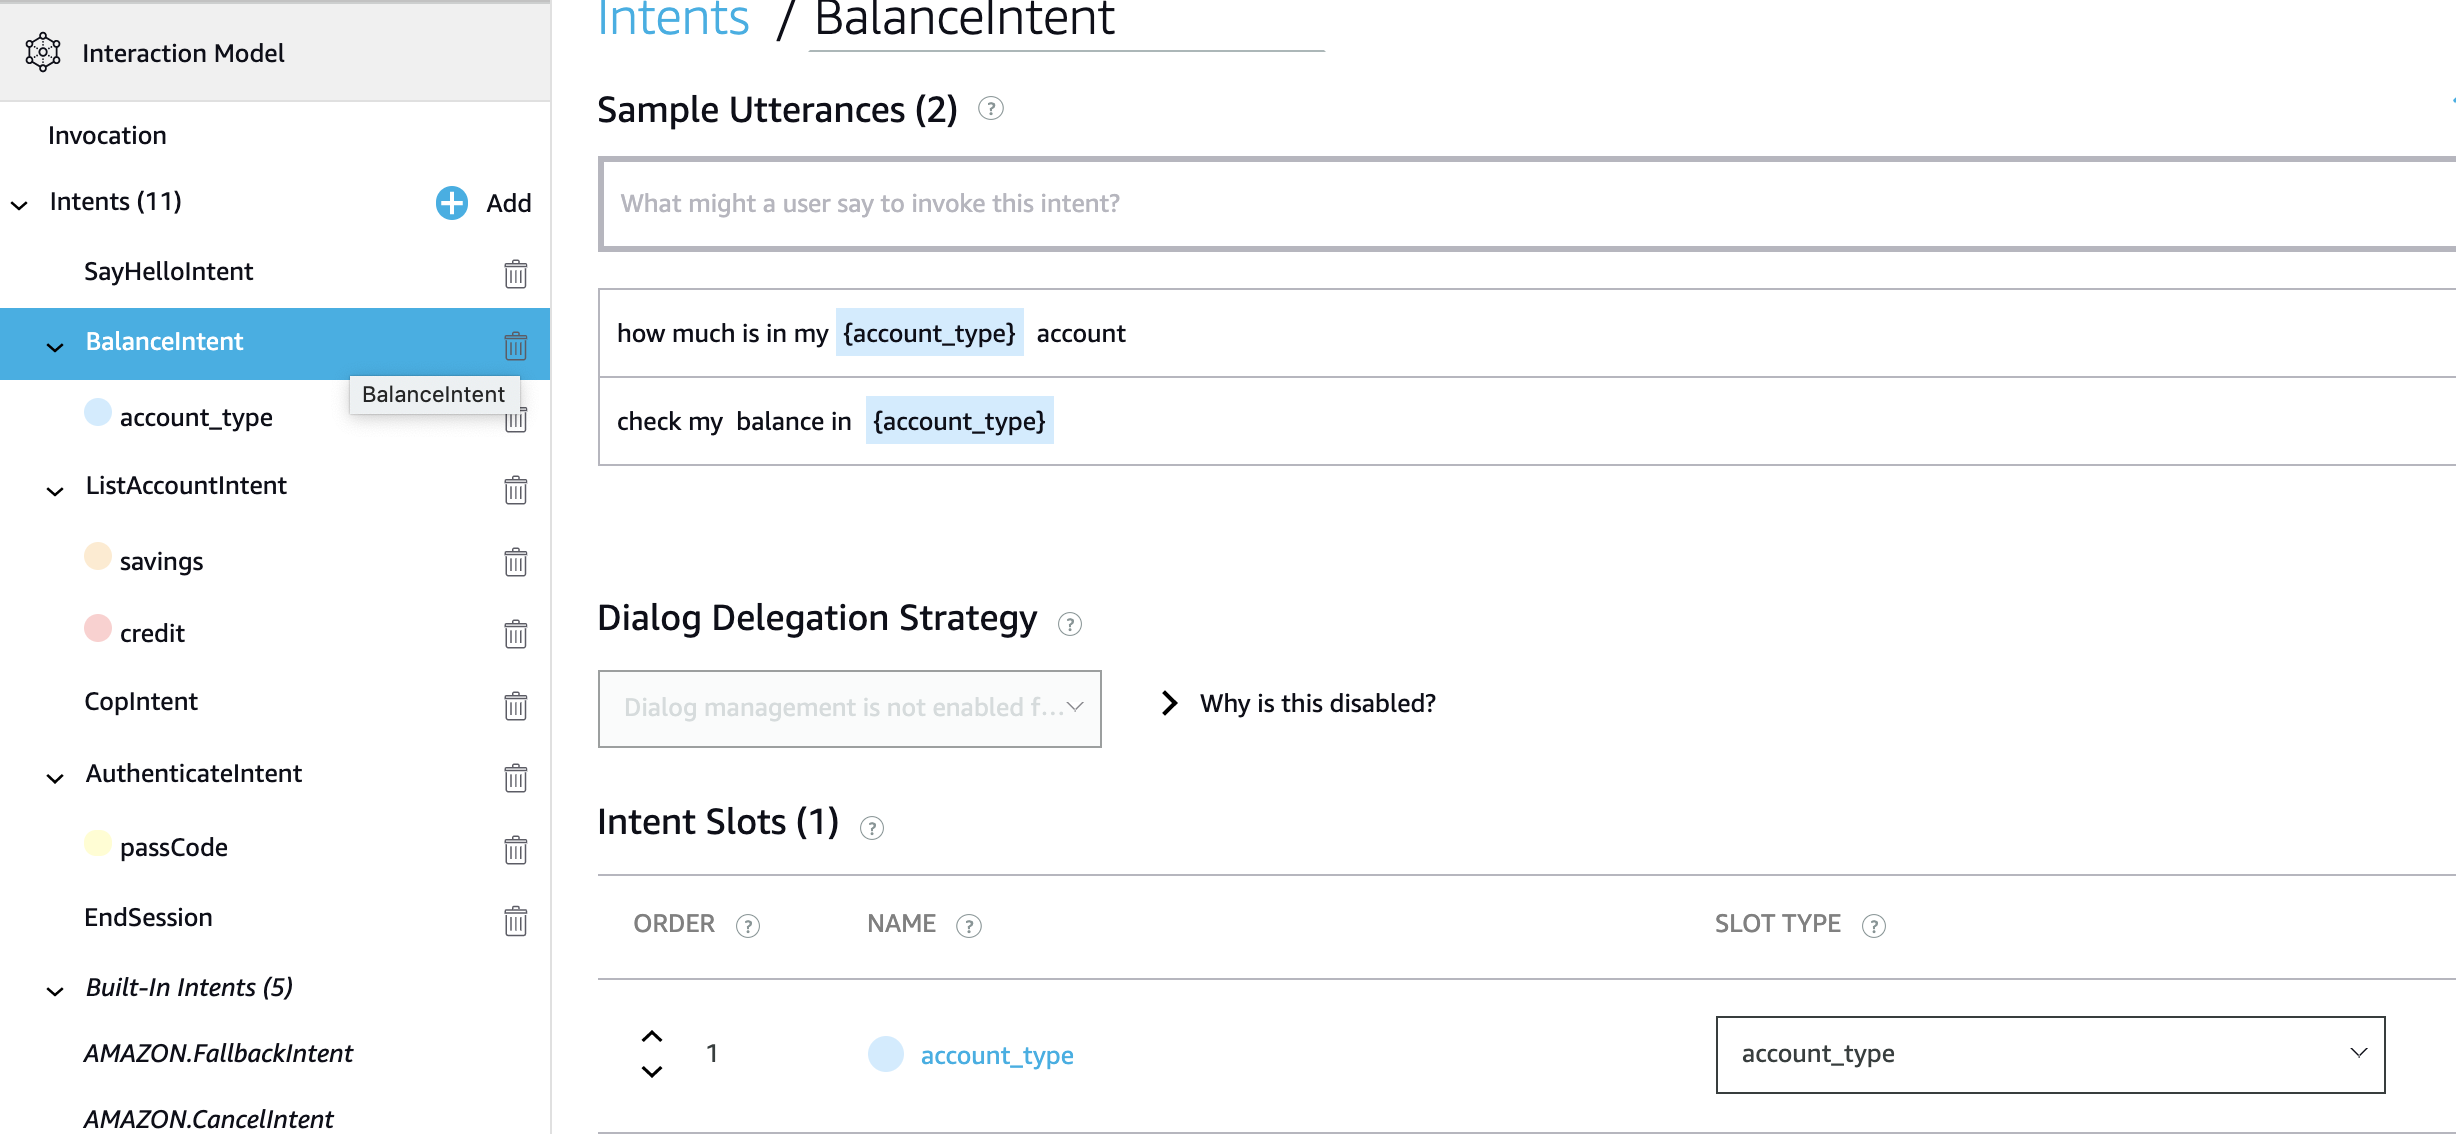 Interaction Model
Invocation
Intents (11)
Add
SayHelloIntent
BalanceIntent
BalanceIntent
account_type
ListAccountIntent
savings
credit
CopIntent
AuthenticateIntent
passCode
EndSession
Built-In Intents (5)
AMAZON.FallbackIntent
AMAZON.CancelIntent
Intents / BalanceIntent
Sample Utterances (2) ?
What might a user say to invoke this intent?
how much is in my {account_type} account
check my balance in {account_type}
Dialog Delegation Strategy ?
Dialog management is not enabled f...
Why is this disabled?
Intent Slots (1) ?
ORDER ? NAME ? SLOT TYPE ?
1 account_type account_type